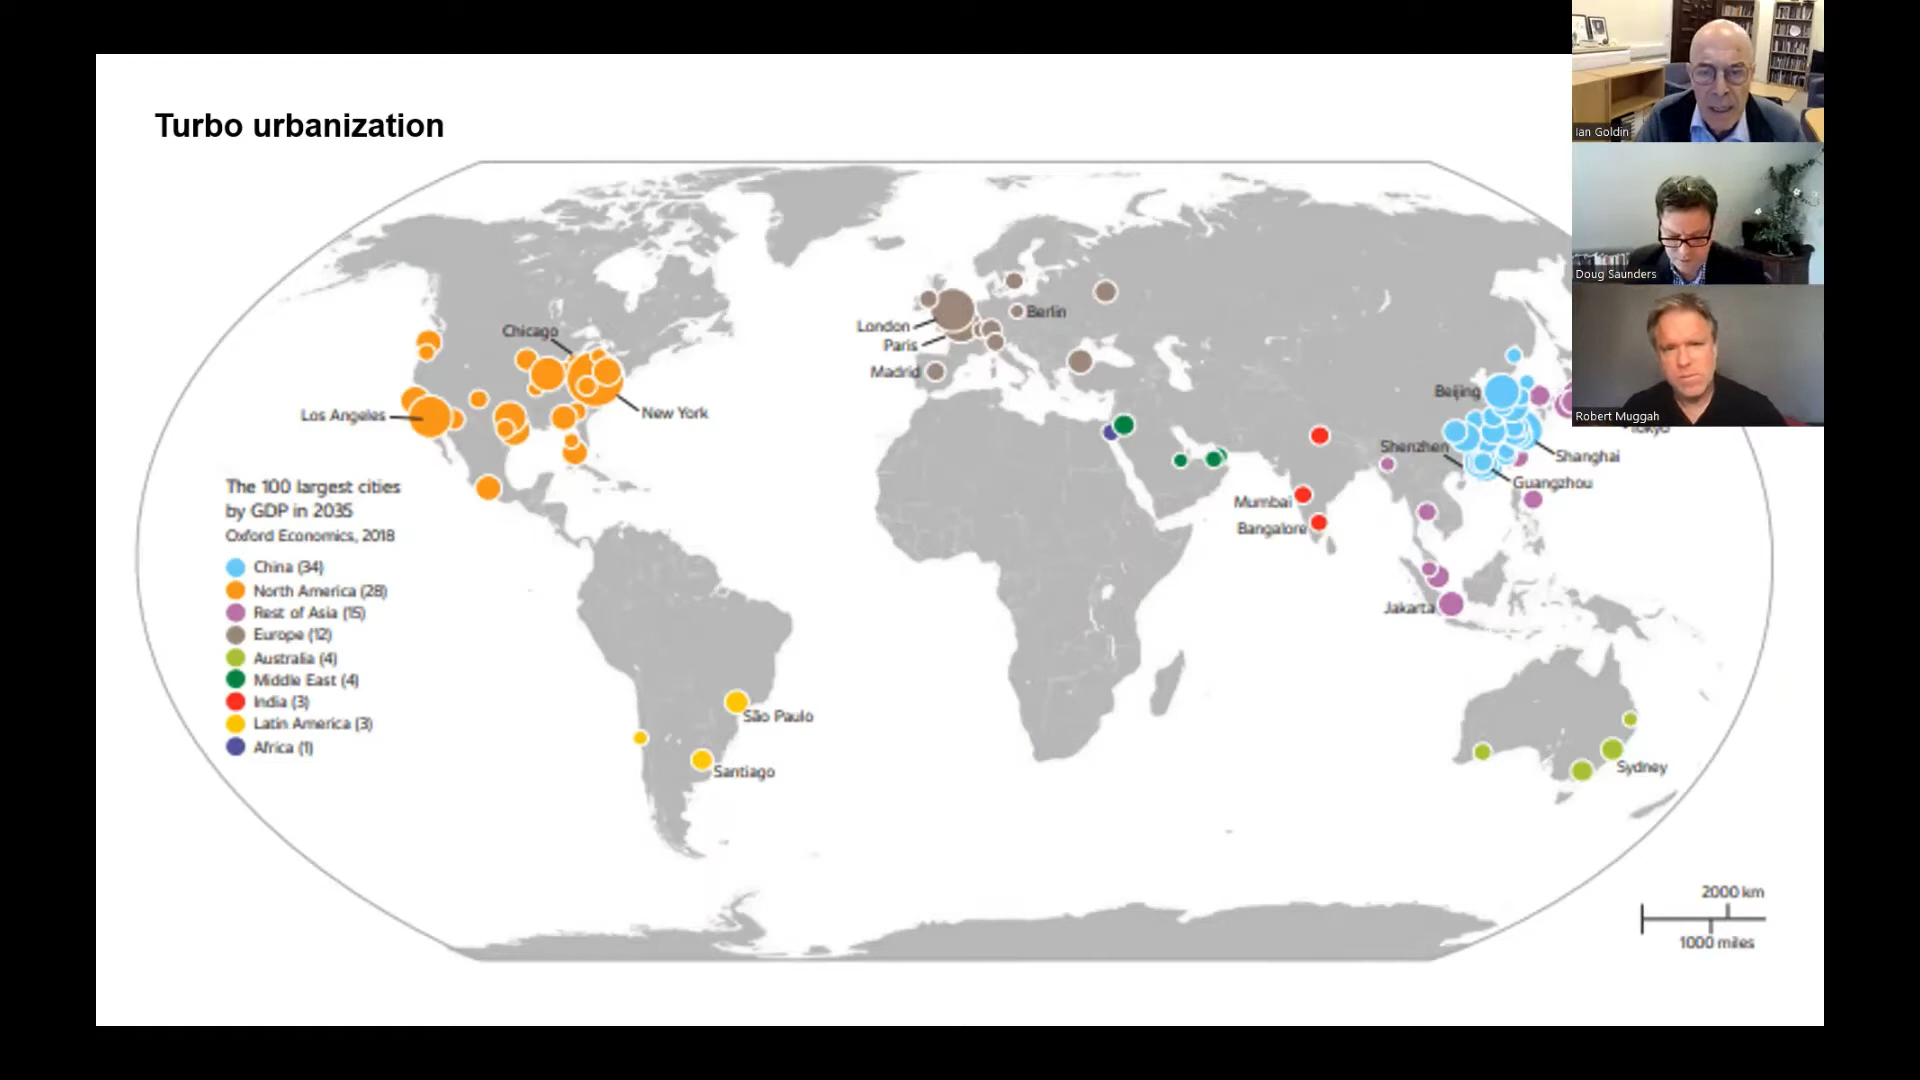 Turbo urbanization
Ian Goldin
Doug Saunders
Robert Muggah
Chicago
London
Paris
Berlin
Madrid
Los Angeles
New York
Beijing
Tokyo
Shenzhen
Shanghai
Guangzhou
Mumbai
Bangalore
Jakarta
São Paulo
Santiago
Sydney
The 100 largest cities
by GDP in 2035
Oxford Economics, 2018
China (34)
North America (28)
Rest of Asia (15)
Europe (12)
Australia (4)
Middle East (4)
India (3)
Latin America (3)
Africa (1)
2000 km
1000 miles